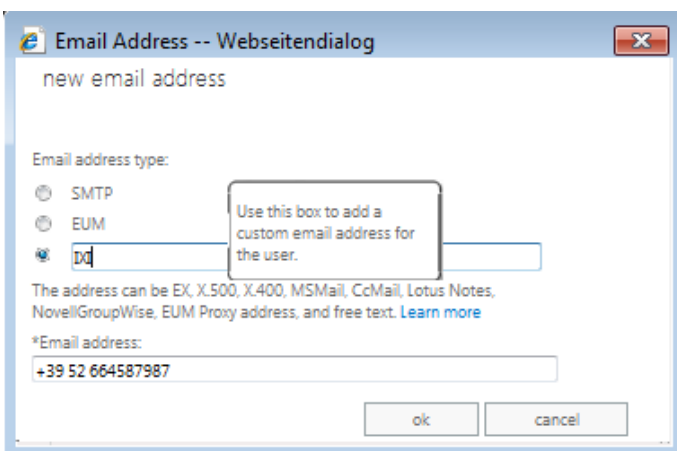 Email Address -- Webseitendialog
new email address
Email address type:
SMTP
EUM
Use this box to add a
custom email address for
the user.
IXI
The address can be EX, X.500, X.400, MSMail, CcMail, Lotus Notes,
NovellGroupWise, EUM Proxy address, and free text. Learn more
*Email address:
+39 52 664587987
ok
cancel